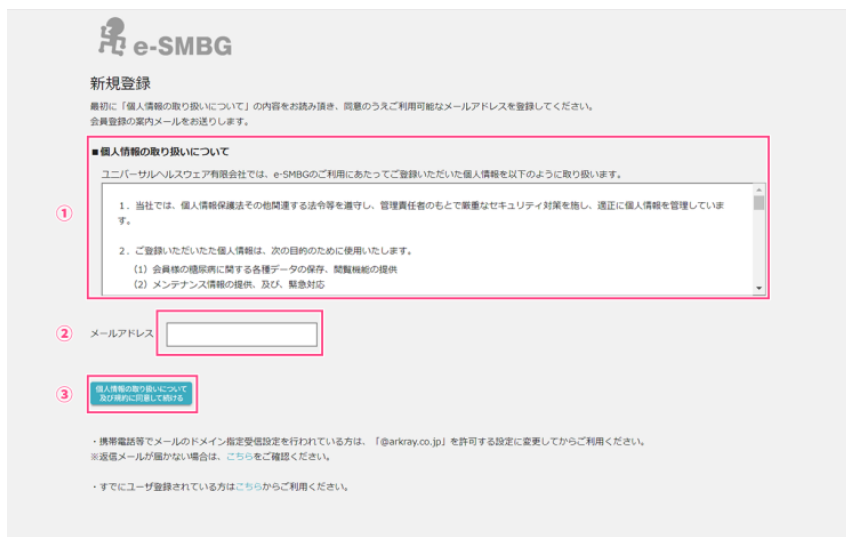 e-SMBG
新規登録
最初に「個人情報の取り扱いについて」の内容をお読み頂き、同意のうえご利用可能なメールアドレスを登録してください。
会員登録の案内メールをお送りします。
■個人情報の取り扱いについて
ユニバーサルヘルスウェア有限会社では、e-SMBGのご利用にあたってご登録いただいた個人情報を以下のように取り扱います。
①
1．当社では、個人情報保護法その他関連する法令等を遵守し、管理責任者のもとで厳重なセキュリティ対策を施し、適正に個人情報を管理していま
す。
2．ご登録いただいたた個人情報は、次の目的のために使用いたします。
(1) 会員様の糖尿病に関する各種データの保存、閲覧機能の提供
(2) メンテナンス情報の提供、及び、緊急対応
② メールアドレス
③ 個人情報の取り扱いについて
及び規約に同意して続ける
・携帯電話等でメールのドメイン指定受信設定を行われている方は、「@arkray.co.jp」を許可する設定に変更してからご利用ください。
※返信メールが届かない場合は、こちらをご確認ください。
・すでにユーザ登録されている方はこちらからご利用ください。